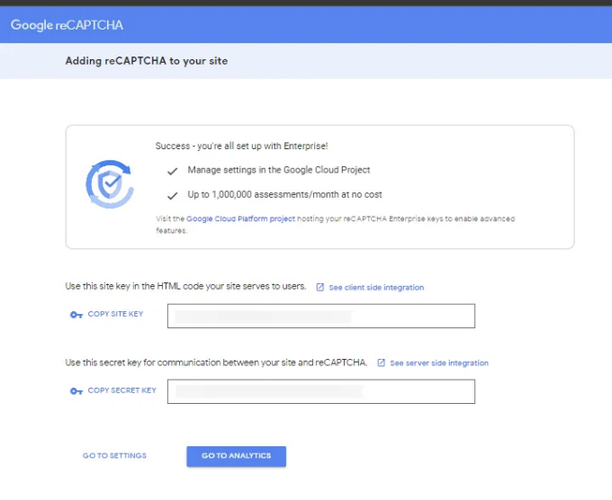 Google reCAPTCHA
Adding reCAPTCHA to your site
Success - you're all set up with Enterprise!
Manage settings in the Google Cloud Project
Up to 1,000,000 assessments/month at no cost
Visit the Google Cloud Platform project hosting your reCAPTCHA Enterprise keys to enable advanced
features.
Use this site key in the HTML code your site serves to users. See client side integration
COPY SITE KEY
Use this secret key for communication between your site and reCAPTCHA. See server side integration
COPY SECRET KEY
GO TO SETTINGS GO TO ANALYTICS